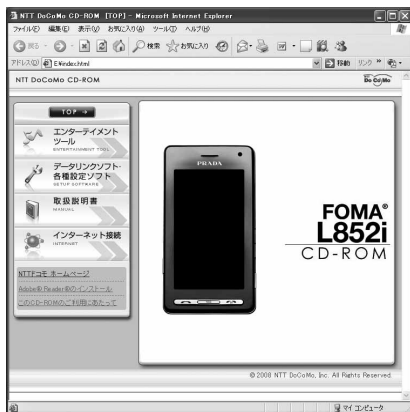 NTT DoCoMo CD-ROM [TOP] - Microsoft Internet Explorer
ファイル(F) 編集(E) 表示(V) お気に入り(A) ツール(T) ヘルプ(H)
戻る 検索 お気に入り
アドレス(D) E:¥index.html 移動 リンク »
NTT DoCoMo CD-ROM
DoCoMo
TOP
エンターテイメント
ツール
ENTERTAINMENT TOOL
データリンクソフト・
各種設定ソフト
SETUP SOFTWARE
取扱説明書
MANUAL
インターネット接続
INTERNET
NTTドコモ ホームページ
Adobe® Reader®のインストール
このCD-ROMのご利用にあたって
PRADA
FOMA®
L852i
CD-ROM
© 2008 NTT DoCoMo, Inc. All Rights Reserved.
マイ コンピュータ